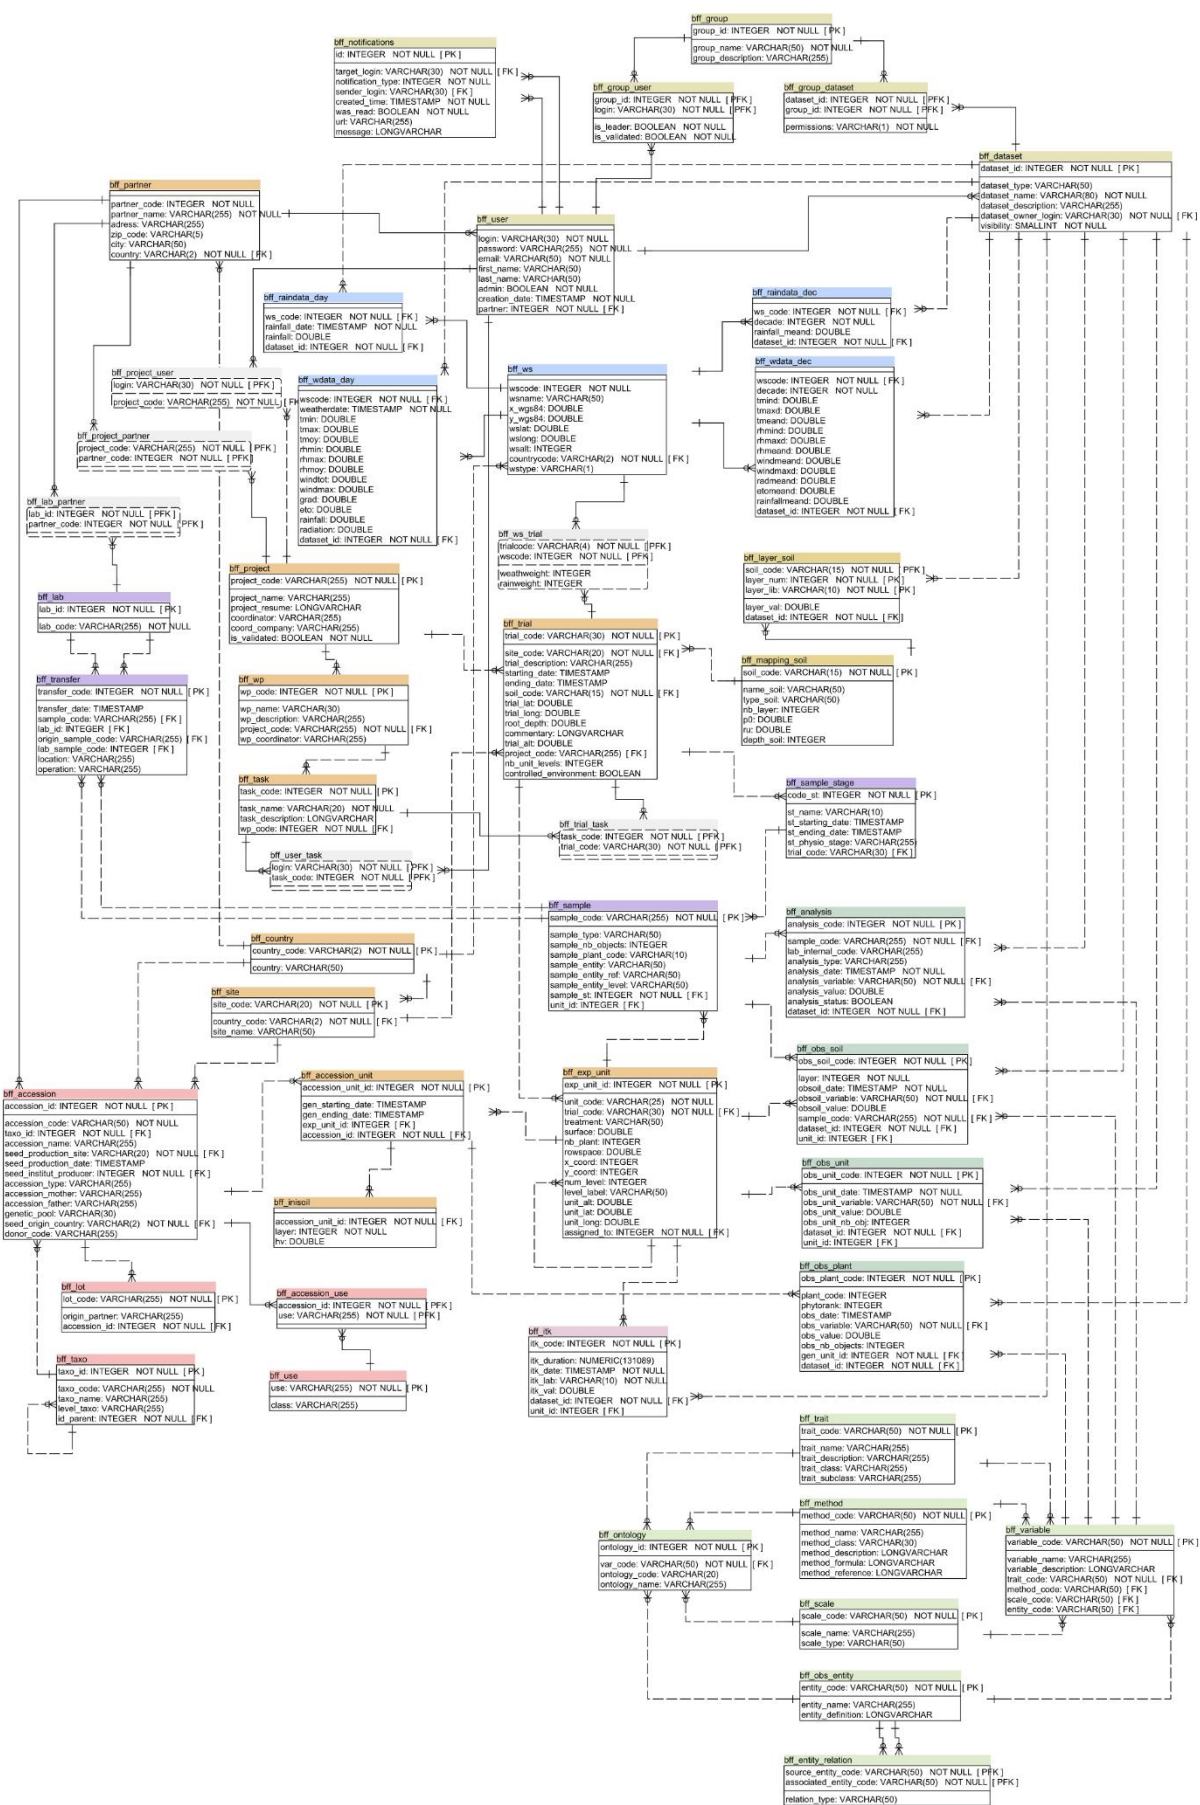 bff_group
group_id: INTEGER NOT NULL [ PK ]
group_name: VARCHAR(50) NOT NULL
group_description: VARCHAR(255)
bff_notifications
id: INTEGER NOT NULL [ PK ]
target_login: VARCHAR(30) NOT NULL [ FK ]
notification_type: INTEGER NOT NULL
sender_login: VARCHAR(30) [ FK ]
created_time: TIMESTAMP NOT NULL
was_read: BOOLEAN NOT NULL
url: VARCHAR(255)
message: LONGVARCHAR
bff_group_user
group_id: INTEGER NOT NULL [ PFK ]
login: VARCHAR(30) NOT NULL [ PFK ]
is_leader: BOOLEAN NOT NULL
is_validated: BOOLEAN NOT NULL
bff_group_dataset
dataset_id: INTEGER NOT NULL [ PFK ]
group_id: INTEGER NOT NULL [ PFK ]
permissions: VARCHAR(1) NOT NULL
bff_dataset
dataset_id: INTEGER NOT NULL [ PK ]
dataset_type: VARCHAR(50)
dataset_name: VARCHAR(80) NOT NULL
dataset_description: VARCHAR(255)
dataset_owner_login: VARCHAR(30) NOT NULL [ FK ]
visibility: SMALLINT NOT NULL
bff_partner
partner_code: INTEGER NOT NULL
partner_name: VARCHAR(255) NOT NULL
adress: VARCHAR(255)
zip_code: VARCHAR(5)
city: VARCHAR(50)
country: VARCHAR(2) NOT NULL [ FK ]
bff_user
login: VARCHAR(30) NOT NULL
password: VARCHAR(255) NOT NULL
email: VARCHAR(50) NOT NULL
first_name: VARCHAR(50)
last_name: VARCHAR(50)
admin: BOOLEAN NOT NULL
creation_date: TIMESTAMP NOT NULL
partner: INTEGER NOT NULL [ FK ]
bff_raindata_day
ws_code: INTEGER NOT NULL [ FK ]
rainfall_date: TIMESTAMP NOT NULL
rainfall: DOUBLE
dataset_id: INTEGER NOT NULL [ FK ]
bff_raindata_dec
ws_code: INTEGER NOT NULL [ FK ]
decade: INTEGER NOT NULL
rainfall_meand: DOUBLE
dataset_id: INTEGER NOT NULL [ FK ]
bff_project_user
login: VARCHAR(30) NOT NULL [ PFK ]
project_code: VARCHAR(255) NOT NULL [ PFK ]
bff_wdata_day
wscode: INTEGER NOT NULL [ FK ]
weatherdate: TIMESTAMP NOT NULL
tmin: DOUBLE
tmax: DOUBLE
tmoy: DOUBLE
rhmin: DOUBLE
rhmax: DOUBLE
rhmoy: DOUBLE
windtot: DOUBLE
windmax: DOUBLE
grad: DOUBLE
eto: DOUBLE
rainfall: DOUBLE
radiation: DOUBLE
dataset_id: INTEGER NOT NULL [ FK ]
bff_ws
wscode: INTEGER NOT NULL
wsname: VARCHAR(50)
x_wgs84: DOUBLE
y_wgs84: DOUBLE
wslat: DOUBLE
wslong: DOUBLE
wsalt: INTEGER
countrycode: VARCHAR(2) NOT NULL [ FK ]
wstype: VARCHAR(1)
bff_wdata_dec
wscode: INTEGER NOT NULL [ FK ]
decade: INTEGER NOT NULL
tmind: DOUBLE
tmaxd: DOUBLE
tmeand: DOUBLE
rhmind: DOUBLE
rhmaxd: DOUBLE
rhmeand: DOUBLE
windmeand: DOUBLE
windmaxd: DOUBLE
radmeand: DOUBLE
etomeand: DOUBLE
rainfallmeand: DOUBLE
dataset_id: INTEGER NOT NULL [ FK ]
bff_project_partner
project_code: VARCHAR(255) NOT NULL [ PFK ]
partner_code: INTEGER NOT NULL [ PFK ]
bff_lab_partner
lab_id: INTEGER NOT NULL [ PFK ]
partner_code: INTEGER NOT NULL [ PFK ]
bff_ws_trial
trialcode: VARCHAR(4) NOT NULL [ PFK ]
wscode: INTEGER NOT NULL [ PFK ]
weathweight: INTEGER
rainweight: INTEGER
bff_layer_soil
soil_code: VARCHAR(15) NOT NULL [ PFK ]
layer_num: INTEGER NOT NULL [ PK ]
layer_lib: VARCHAR(10) NOT NULL [ PK ]
layer_val: DOUBLE
dataset_id: INTEGER NOT NULL [ FK ]
bff_project
project_code: VARCHAR(255) NOT NULL [ PK ]
project_name: VARCHAR(255)
project_resume: LONGVARCHAR
coordinator: VARCHAR(255)
coord_company: VARCHAR(255)
is_validated: BOOLEAN NOT NULL
bff_lab
lab_id: INTEGER NOT NULL [ PK ]
lab_code: VARCHAR(255) NOT NULL
bff_trial
trial_code: VARCHAR(30) NOT NULL [ PK ]
site_code: VARCHAR(20) NOT NULL [ FK ]
trial_description: VARCHAR(255)
starting_date: TIMESTAMP
ending_date: TIMESTAMP
soil_code: VARCHAR(15) NOT NULL [ FK ]
trial_lat: DOUBLE
trial_long: DOUBLE
root_depth: DOUBLE
commentary: LONGVARCHAR
trial_alt: DOUBLE
project_code: VARCHAR(255) [ FK ]
nb_unit_levels: INTEGER
controlled_environment: BOOLEAN
bff_mapping_soil
soil_code: VARCHAR(15) NOT NULL [ PK ]
name_soil: VARCHAR(50)
type_soil: VARCHAR(50)
nb_layer: INTEGER
p0: DOUBLE
ru: DOUBLE
depth_soil: INTEGER
bff_transfer
transfer_code: INTEGER NOT NULL [ PK ]
transfer_date: TIMESTAMP
sample_code: VARCHAR(255) [ FK ]
lab_id: INTEGER [ FK ]
origin_sample_code: VARCHAR(255) [ FK ]
lab_sample_code: INTEGER [ FK ]
location: VARCHAR(255)
operation: VARCHAR(255)
bff_wp
wp_code: INTEGER NOT NULL [ PK ]
wp_name: VARCHAR(30)
wp_description: VARCHAR(255)
project_code: VARCHAR(255) NOT NULL [ FK ]
wp_coordinator: VARCHAR(255)
bff_task
task_code: INTEGER NOT NULL [ PK ]
task_name: VARCHAR(20) NOT NULL
task_description: LONGVARCHAR
wp_code: INTEGER NOT NULL [ FK ]
bff_sample_stage
code_st: INTEGER NOT NULL [ PK ]
st_name: VARCHAR(10)
st_starting_date: TIMESTAMP
st_ending_date: TIMESTAMP
st_physio_stage: VARCHAR(255)
trial_code: VARCHAR(30) [ FK ]
bff_trial_task
task_code: INTEGER NOT NULL [ PFK ]
trial_code: VARCHAR(30) NOT NULL [ PFK ]
bff_user_task
login: VARCHAR(30) NOT NULL [ PFK ]
task_code: INTEGER NOT NULL [ PFK ]
bff_sample
sample_code: VARCHAR(255) NOT NULL [ PK ]
sample_type: VARCHAR(50)
sample_nb_objects: INTEGER
sample_plant_code: VARCHAR(10)
sample_entity: VARCHAR(50)
sample_entity_ref: VARCHAR(50)
sample_entity_level: VARCHAR(50)
sample_st: INTEGER NOT NULL [ FK ]
unit_id: INTEGER [ FK ]
bff_analysis
analysis_code: INTEGER NOT NULL [ PK ]
sample_code: VARCHAR(255) NOT NULL [ FK ]
lab_internal_code: VARCHAR(255)
analysis_type: VARCHAR(255)
analysis_date: TIMESTAMP NOT NULL
analysis_variable: VARCHAR(50) NOT NULL [ FK ]
analysis_value: DOUBLE
analysis_status: BOOLEAN
dataset_id: INTEGER NOT NULL [ FK ]
bff_country
country_code: VARCHAR(2) NOT NULL [ PK ]
country: VARCHAR(50)
bff_site
site_code: VARCHAR(20) NOT NULL [ PK ]
country_code: VARCHAR(2) NOT NULL [ FK ]
site_name: VARCHAR(50)
bff_obs_soil
obs_soil_code: INTEGER NOT NULL [ PK ]
layer: INTEGER NOT NULL
obsoil_date: TIMESTAMP NOT NULL
obsoil_variable: VARCHAR(50) NOT NULL [ FK ]
obsoil_value: DOUBLE
sample_code: VARCHAR(255) NOT NULL [ FK ]
dataset_id: INTEGER NOT NULL [ FK ]
unit_id: INTEGER [ FK ]
bff_accession
accession_id: INTEGER NOT NULL [ PK ]
accession_code: VARCHAR(50) NOT NULL
taxo_id: INTEGER NOT NULL [ FK ]
accession_name: VARCHAR(255)
seed_production_site: VARCHAR(20) NOT NULL [ FK ]
seed_production_date: TIMESTAMP
seed_institut_producer: INTEGER NOT NULL [ FK ]
accession_type: VARCHAR(255)
accession_mother: VARCHAR(255)
accession_father: VARCHAR(255)
genetic_pool: VARCHAR(30)
seed_origin_country: VARCHAR(2) NOT NULL [ FK ]
donor_code: VARCHAR(255)
bff_accession_unit
accession_unit_id: INTEGER NOT NULL [ PK ]
gen_starting_date: TIMESTAMP
gen_ending_date: TIMESTAMP
exp_unit_id: INTEGER [ FK ]
accession_id: INTEGER NOT NULL [ FK ]
bff_exp_unit
exp_unit_id: INTEGER NOT NULL [ PK ]
unit_code: VARCHAR(25) NOT NULL
trial_code: VARCHAR(30) NOT NULL [ FK ]
treatment: VARCHAR(50)
surface: DOUBLE
nb_plant: INTEGER
rowspace: DOUBLE
x_coord: INTEGER
y_coord: INTEGER
num_level: INTEGER
level_label: VARCHAR(50)
unit_alt: DOUBLE
unit_lat: DOUBLE
unit_long: DOUBLE
assigned_to: INTEGER NOT NULL [ FK ]
bff_obs_unit
obs_unit_code: INTEGER NOT NULL [ PK ]
obs_unit_date: TIMESTAMP NOT NULL
obs_unit_variable: VARCHAR(50) NOT NULL [ FK ]
obs_unit_value: DOUBLE
obs_unit_nb_obj: INTEGER
dataset_id: INTEGER NOT NULL [ FK ]
unit_id: INTEGER [ FK ]
bff_inisoil
accession_unit_id: INTEGER NOT NULL [ FK ]
layer: INTEGER NOT NULL
hv: DOUBLE
bff_obs_plant
obs_plant_code: INTEGER NOT NULL [ PK ]
plant_code: INTEGER
phytorank: INTEGER
obs_date: TIMESTAMP
obs_variable: VARCHAR(50) NOT NULL [ FK ]
obs_value: DOUBLE
obs_nb_objects: INTEGER
gen_unit_id: INTEGER NOT NULL [ FK ]
dataset_id: INTEGER NOT NULL [ FK ]
bff_lot
lot_code: VARCHAR(255) NOT NULL [ PK ]
origin_partner: VARCHAR(255)
accession_id: INTEGER NOT NULL [ FK ]
bff_accession_use
accession_id: INTEGER NOT NULL [ PFK ]
use: VARCHAR(255) NOT NULL [ PFK ]
bff_itk
itk_code: INTEGER NOT NULL [ PK ]
itk_duration: NUMERIC(131089)
itk_date: TIMESTAMP NOT NULL
itk_lab: VARCHAR(10) NOT NULL
itk_val: DOUBLE
dataset_id: INTEGER NOT NULL [ FK ]
unit_id: INTEGER [ FK ]
bff_taxo
taxo_id: INTEGER NOT NULL [ PK ]
taxo_code: VARCHAR(255) NOT NULL
taxo_name: VARCHAR(255)
level_taxo: VARCHAR(255)
id_parent: INTEGER NOT NULL [ FK ]
bff_use
use: VARCHAR(255) NOT NULL [ PK ]
class: VARCHAR(255)
bff_trait
trait_code: VARCHAR(50) NOT NULL [ PK ]
trait_name: VARCHAR(255)
trait_description: VARCHAR(255)
trait_class: VARCHAR(255)
trait_subclass: VARCHAR(255)
bff_method
method_code: VARCHAR(50) NOT NULL [ PK ]
method_name: VARCHAR(255)
method_class: VARCHAR(30)
method_description: LONGVARCHAR
method_formula: LONGVARCHAR
method_reference: LONGVARCHAR
bff_ontology
ontology_id: INTEGER NOT NULL [ PK ]
var_code: VARCHAR(50) NOT NULL [ FK ]
ontology_code: VARCHAR(20)
ontology_name: VARCHAR(255)
bff_variable
variable_code: VARCHAR(50) NOT NULL [ PK ]
variable_name: VARCHAR(255)
variable_description: LONGVARCHAR
trait_code: VARCHAR(50) NOT NULL [ FK ]
method_code: VARCHAR(50) [ FK ]
scale_code: VARCHAR(50) [ FK ]
entity_code: VARCHAR(50) [ FK ]
bff_scale
scale_code: VARCHAR(50) NOT NULL [ PK ]
scale_name: VARCHAR(255)
scale_type: VARCHAR(50)
bff_obs_entity
entity_code: VARCHAR(50) NOT NULL [ PK ]
entity_name: VARCHAR(255)
entity_definition: LONGVARCHAR
bff_entity_relation
source_entity_code: VARCHAR(50) NOT NULL [ PFK ]
associated_entity_code: VARCHAR(50) NOT NULL [ PFK ]
relation_type: VARCHAR(50)